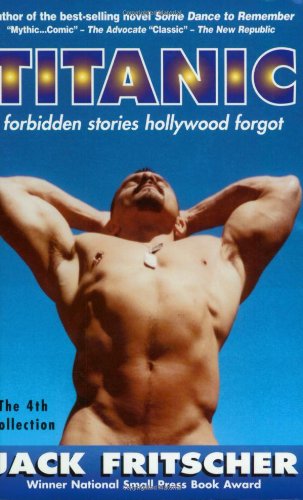 uthor of the best-selling novel Some Dance to Remember
"Mythic...Comic" – The Advocate "Classic" – The New Republic
TITANIC
forbidden stories hollywood forgot
The 4th
Collection
JACK FRITSCHER
Winner National Small Press Book Award